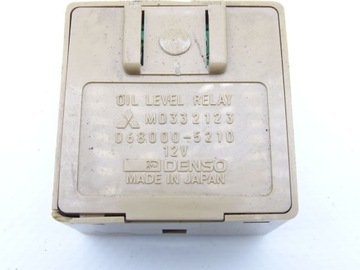 OIL LEVEL RELAY
MD332123
068000-5210
12V
DENSO
MADE IN JAPAN